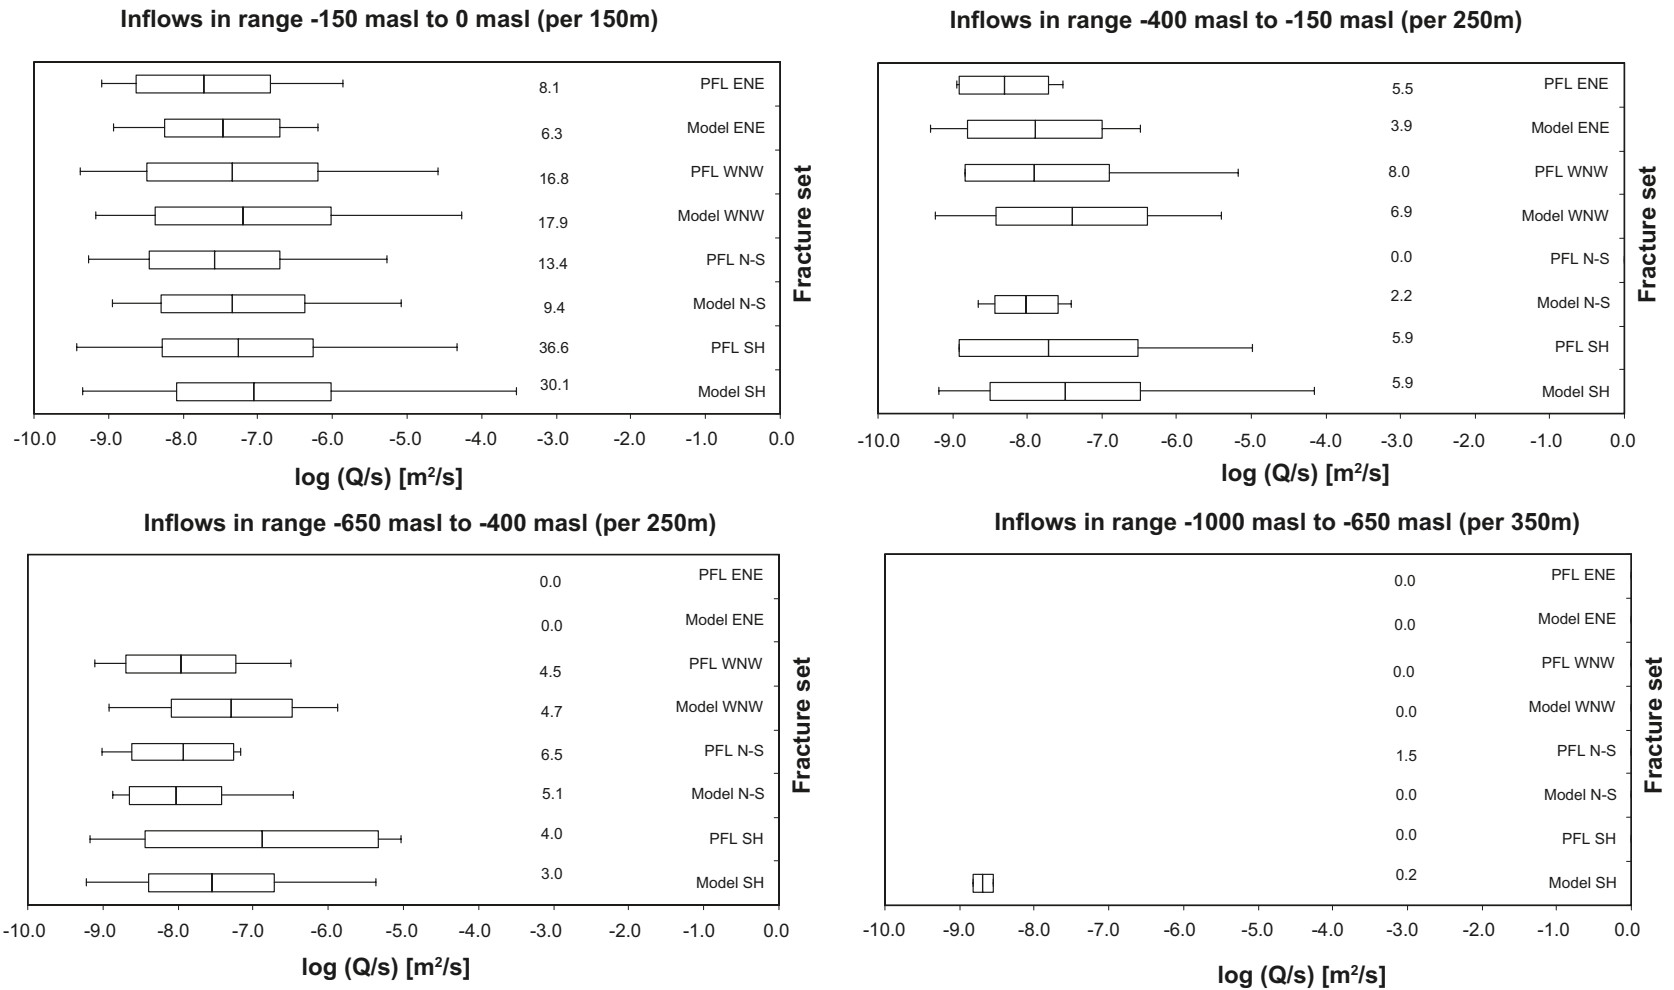 Inflows in range -150 masl to 0 masl (per 150m)
8.1 PFL ENE
6.3 Model ENE
16.8 PFL WNW
17.9 Model WNW
13.4 PFL N-S
9.4 Model N-S
36.6 PFL SH
30.1 Model SH
Fracture set
-10.0 -9.0 -8.0 -7.0 -6.0 -5.0 -4.0 -3.0 -2.0 -1.0 0.0
log (Q/s) [m²/s]
Inflows in range -400 masl to -150 masl (per 250m)
5.5 PFL ENE
3.9 Model ENE
8.0 PFL WNW
6.9 Model WNW
0.0 PFL N-S
2.2 Model N-S
5.9 PFL SH
5.9 Model SH
Fracture set
-10.0 -9.0 -8.0 -7.0 -6.0 -5.0 -4.0 -3.0 -2.0 -1.0 0.0
log (Q/s) [m²/s]
Inflows in range -650 masl to -400 masl (per 250m)
0.0 PFL ENE
0.0 Model ENE
4.5 PFL WNW
4.7 Model WNW
6.5 PFL N-S
5.1 Model N-S
4.0 PFL SH
3.0 Model SH
Fracture set
-10.0 -9.0 -8.0 -7.0 -6.0 -5.0 -4.0 -3.0 -2.0 -1.0 0.0
log (Q/s) [m²/s]
Inflows in range -1000 masl to -650 masl (per 350m)
0.0 PFL ENE
0.0 Model ENE
0.0 PFL WNW
0.0 Model WNW
1.5 PFL N-S
0.0 Model N-S
0.0 PFL SH
0.2 Model SH
Fracture set
-10.0 -9.0 -8.0 -7.0 -6.0 -5.0 -4.0 -3.0 -2.0 -1.0 0.0
log (Q/s) [m²/s]